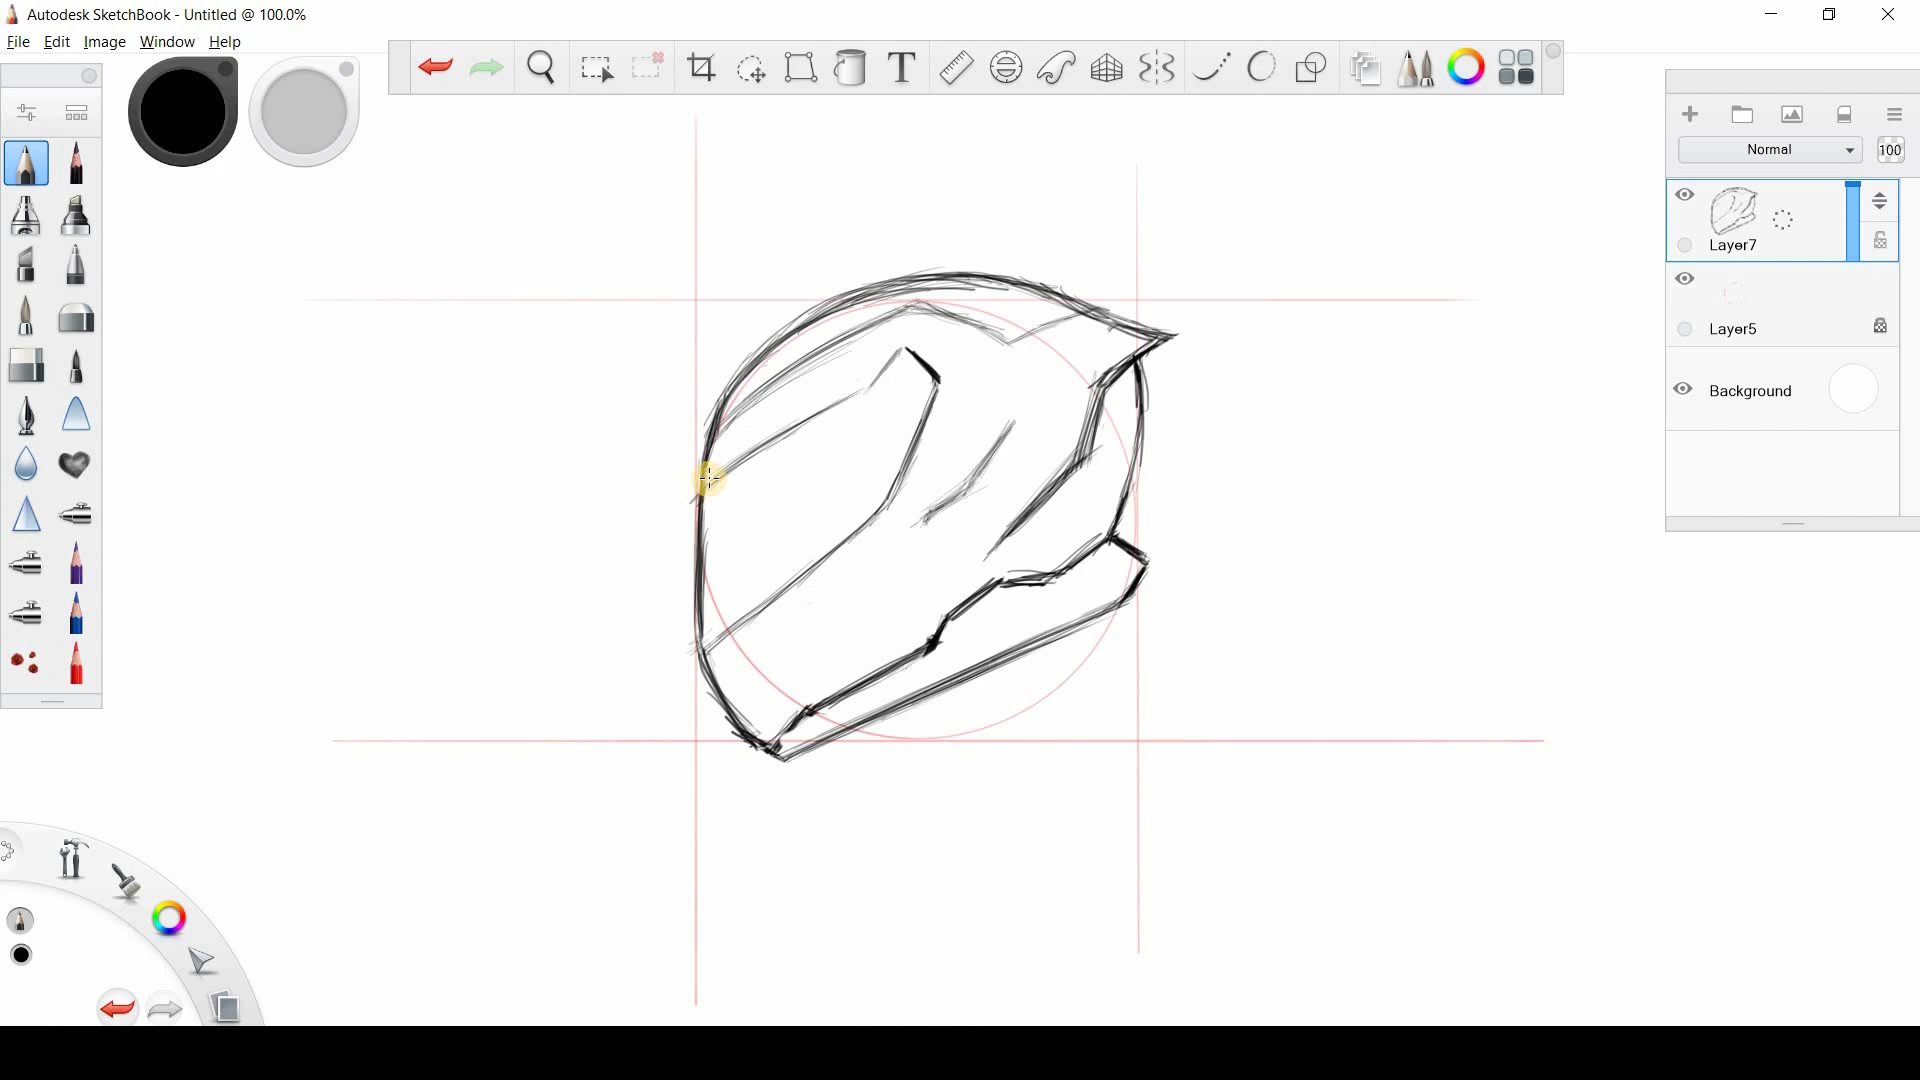 Autodesk SketchBook - Untitled @ 100.0%
File Edit Image Window Help
T
Normal 100
Layer7
Layer5
Background